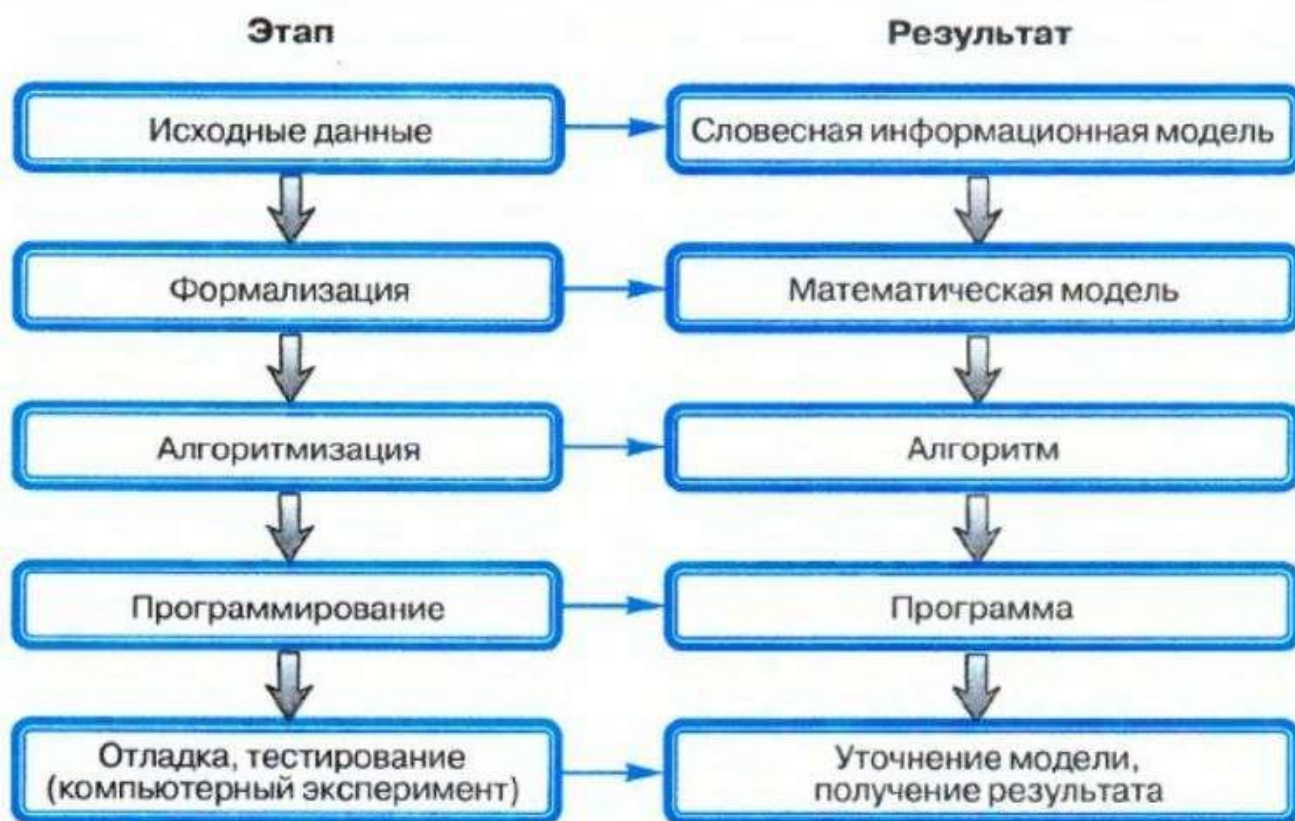 Этап
Результат
Исходные данные
Словесная информационная модель
Формализация
Математическая модель
Алгоритмизация
Алгоритм
Программирование
Программа
Отладка, тестирование
(компьютерный эксперимент)
Уточнение модели,
получение результата